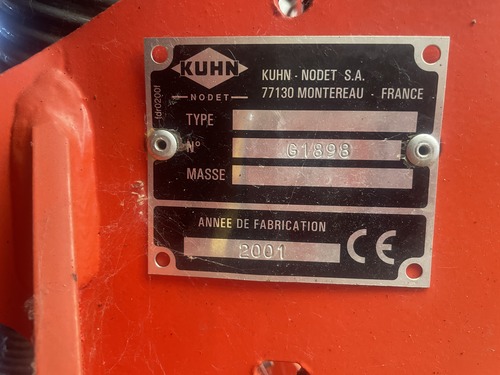 KUHN
NODET
KUHN - NODET S.A.
77130 MONTEREAU - FRANCE
TYPE
N° G1898
MASSE
ANNEE DE FABRICATION
2001
CE